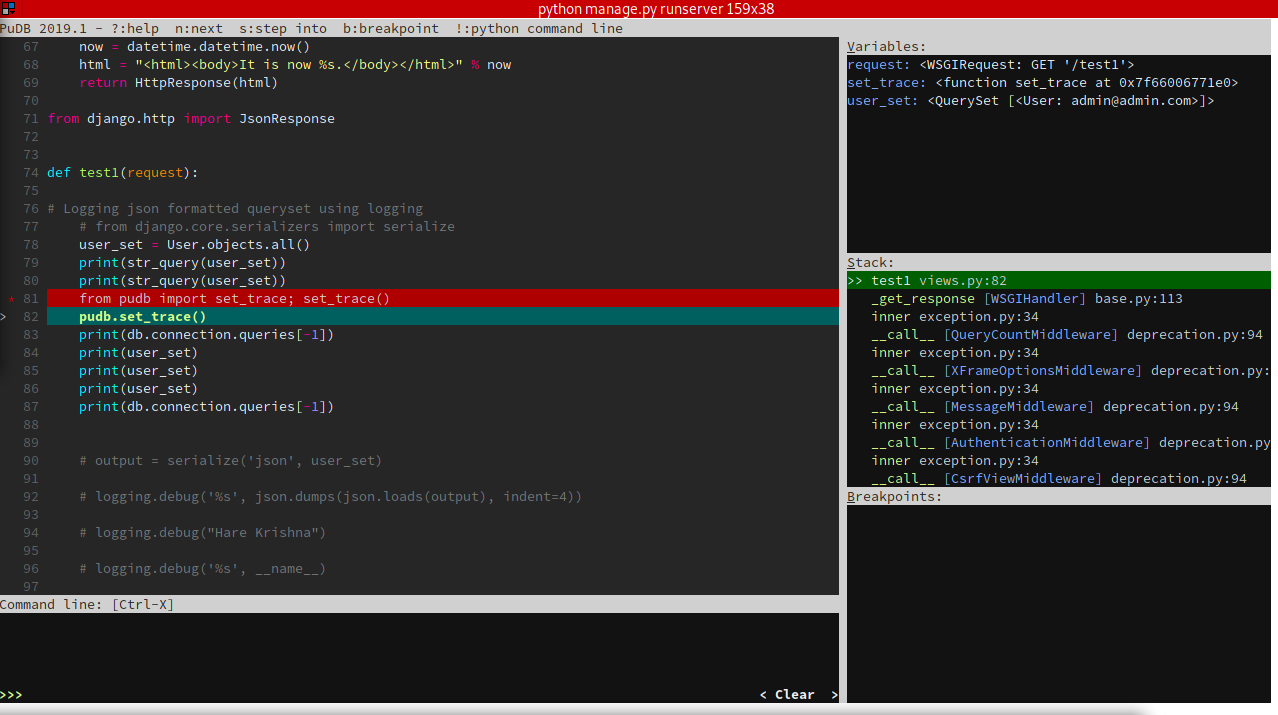 python manage.py runserver 159x38
PuDB 2019.1 - ?:help  n:next  s:step into  b:breakpoint  !:python command line
67     now = datetime.datetime.now()
68     html = "<html><body>It is now %s.</body></html>" % now
69     return HttpResponse(html)
70
71 from django.http import JsonResponse
72
73
74 def test1(request):
75
76 # Logging json formatted queryset using logging
77     # from django.core.serializers import serialize
78     user_set = User.objects.all()
79     print(str_query(user_set))
80     print(str_query(user_set))
* 81     from pudb import set_trace; set_trace()
> 82     pudb.set_trace()
83     print(db.connection.queries[-1])
84     print(user_set)
85     print(user_set)
86     print(user_set)
87     print(db.connection.queries[-1])
88
89
90     # output = serialize('json', user_set)
91
92     # logging.debug('%s', json.dumps(json.loads(output), indent=4))
93
94     # logging.debug("Hare Krishna")
95
96     # logging.debug('%s', __name__)
97
Command line: [Ctrl-X]
>>>
< Clear  >
Variables:
request: <WSGIRequest: GET '/test1'>
set_trace: <function set_trace at 0x7f66006771e0>
user_set: <QuerySet [<User: admin@admin.com>]>
Stack:
>> test1 views.py:82
_get_response [WSGIHandler] base.py:113
inner exception.py:34
__call__ [QueryCountMiddleware] deprecation.py:94
inner exception.py:34
__call__ [XFrameOptionsMiddleware] deprecation.py:
inner exception.py:34
__call__ [MessageMiddleware] deprecation.py:94
inner exception.py:34
__call__ [AuthenticationMiddleware] deprecation.py
inner exception.py:34
__call__ [CsrfViewMiddleware] deprecation.py:94
Breakpoints: